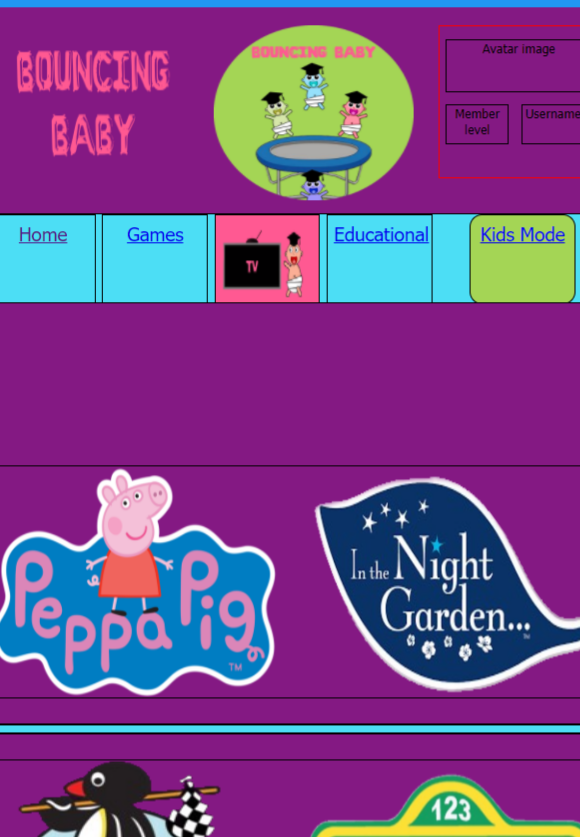 BOUNCING
BABY
BOUNCING BABY
Avatar image
Member
level
Username
Home
Games
TV
Educational
Kids Mode
Peppa Pig
TM
In the Night
Garden...
123